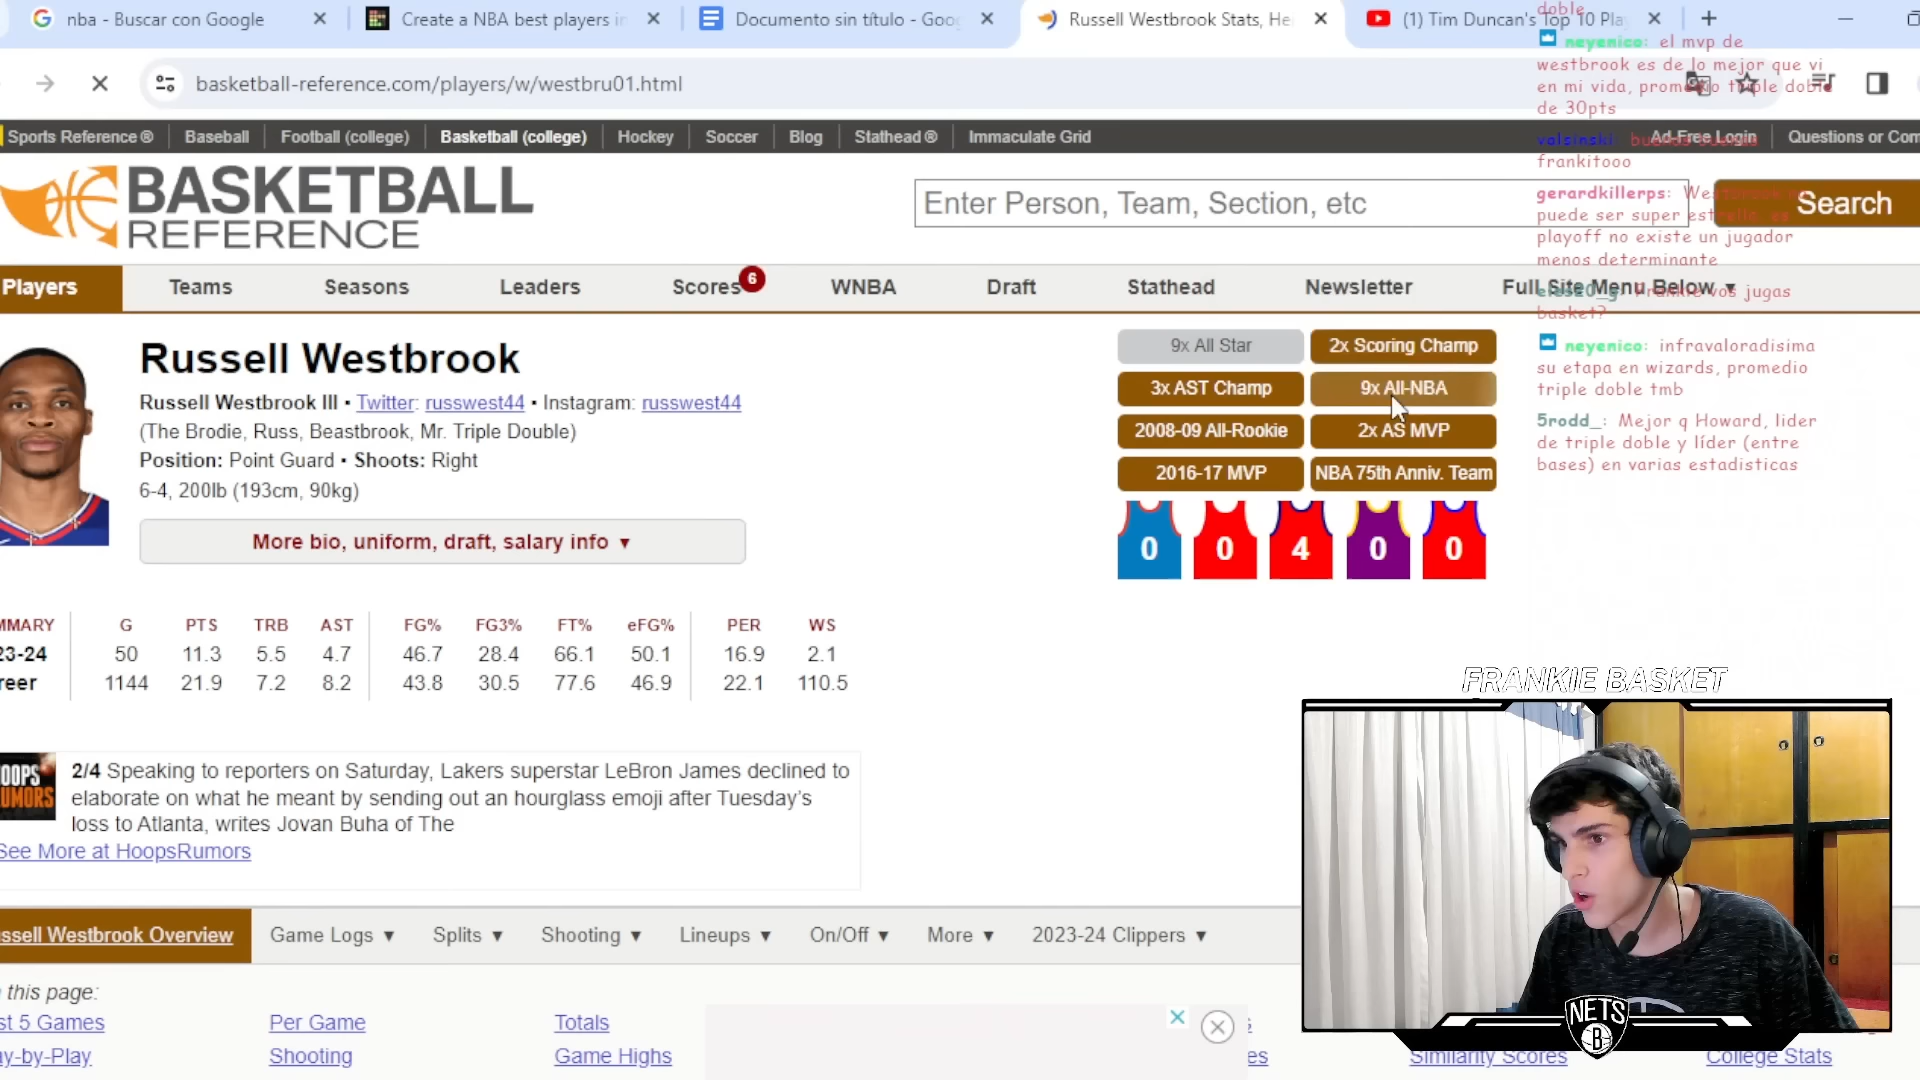 nba - Buscar con Google
Create a NBA best players in
Documento sin título - Goo
Russell Westbrook Stats, He
(1) Tim Duncan's Top 10 Pla
basketball-reference.com/players/w/westbru01.html
doble
neyenico: el mvp de
westbrook es de lo mejor que vi
en mi vida, promedio triple doble
de 30pts
valsinski:
frankitooo
gerardkillerps:
puede ser super estrella, es
playoff no existe un jugador
menos determinante
vos jugas
basket?
neyenico: infravaloradisima
su etapa en wizards, promedio
triple doble tmb
5rodd_: Mejor q Howard, lider
de triple doble y líder (entre
bases) en varias estadisticas
Sports Reference ®
Baseball
Football (college)
Basketball (college)
Hockey
Soccer
Blog
Stathead ®
Immaculate Grid
Ad-Free Login
Questions or Com
BASKETBALL
REFERENCE
Enter Person, Team, Section, etc
Search
Players
Teams
Seasons
Leaders
Scores 6
WNBA
Draft
Stathead
Newsletter
Full Site Menu Below ▼
Russell Westbrook
Russell Westbrook III • Twitter: russwest44 • Instagram: russwest44
(The Brodie, Russ, Beastbrook, Mr. Triple Double)
Position: Point Guard • Shoots: Right
6-4, 200lb (193cm, 90kg)
More bio, uniform, draft, salary info ▼
9x All Star
2x Scoring Champ
3x AST Champ
9x All-NBA
2008-09 All-Rookie
2x AS MVP
2016-17 MVP
NBA 75th Anniv. Team
0 0 4 0 0
MMARY G PTS TRB AST FG% FG3% FT% eFG% PER WS
23-24 50 11.3 5.5 4.7 46.7 28.4 66.1 50.1 16.9 2.1
reer 1144 21.9 7.2 8.2 43.8 30.5 77.6 46.9 22.1 110.5
HOOPS
RUMORS
2/4 Speaking to reporters on Saturday, Lakers superstar LeBron James declined to
elaborate on what he meant by sending out an hourglass emoji after Tuesday's
loss to Atlanta, writes Jovan Buha of The
See More at HoopsRumors
FRANKIE BASKET
NETS
B
ssell Westbrook Overview
Game Logs ▼
Splits ▼
Shooting ▼
Lineups ▼
On/Off ▼
More ▼
2023-24 Clippers ▼
this page:
st 5 Games
Per Game
Totals
ay-by-Play
Shooting
Game Highs
es
Similarity Scores
College Stats